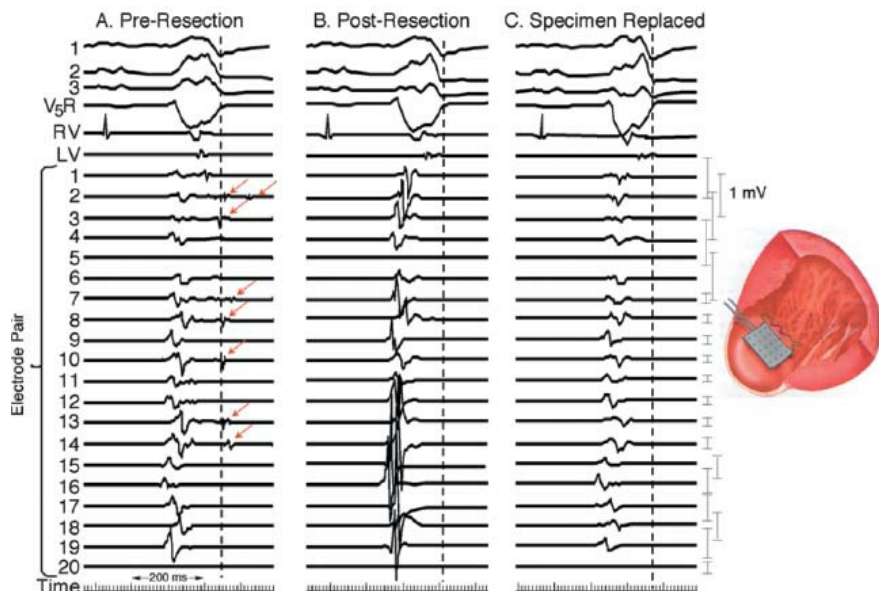 A. Pre-Resection
B. Post-Resection
C. Specimen Replaced
1
2
3
V5R
RV
LV
1
2
3
4
5
6
7
8
9
10
11
12
13
14
15
16
17
18
19
20
Electrode Pair
1 mV
200 ms
Time